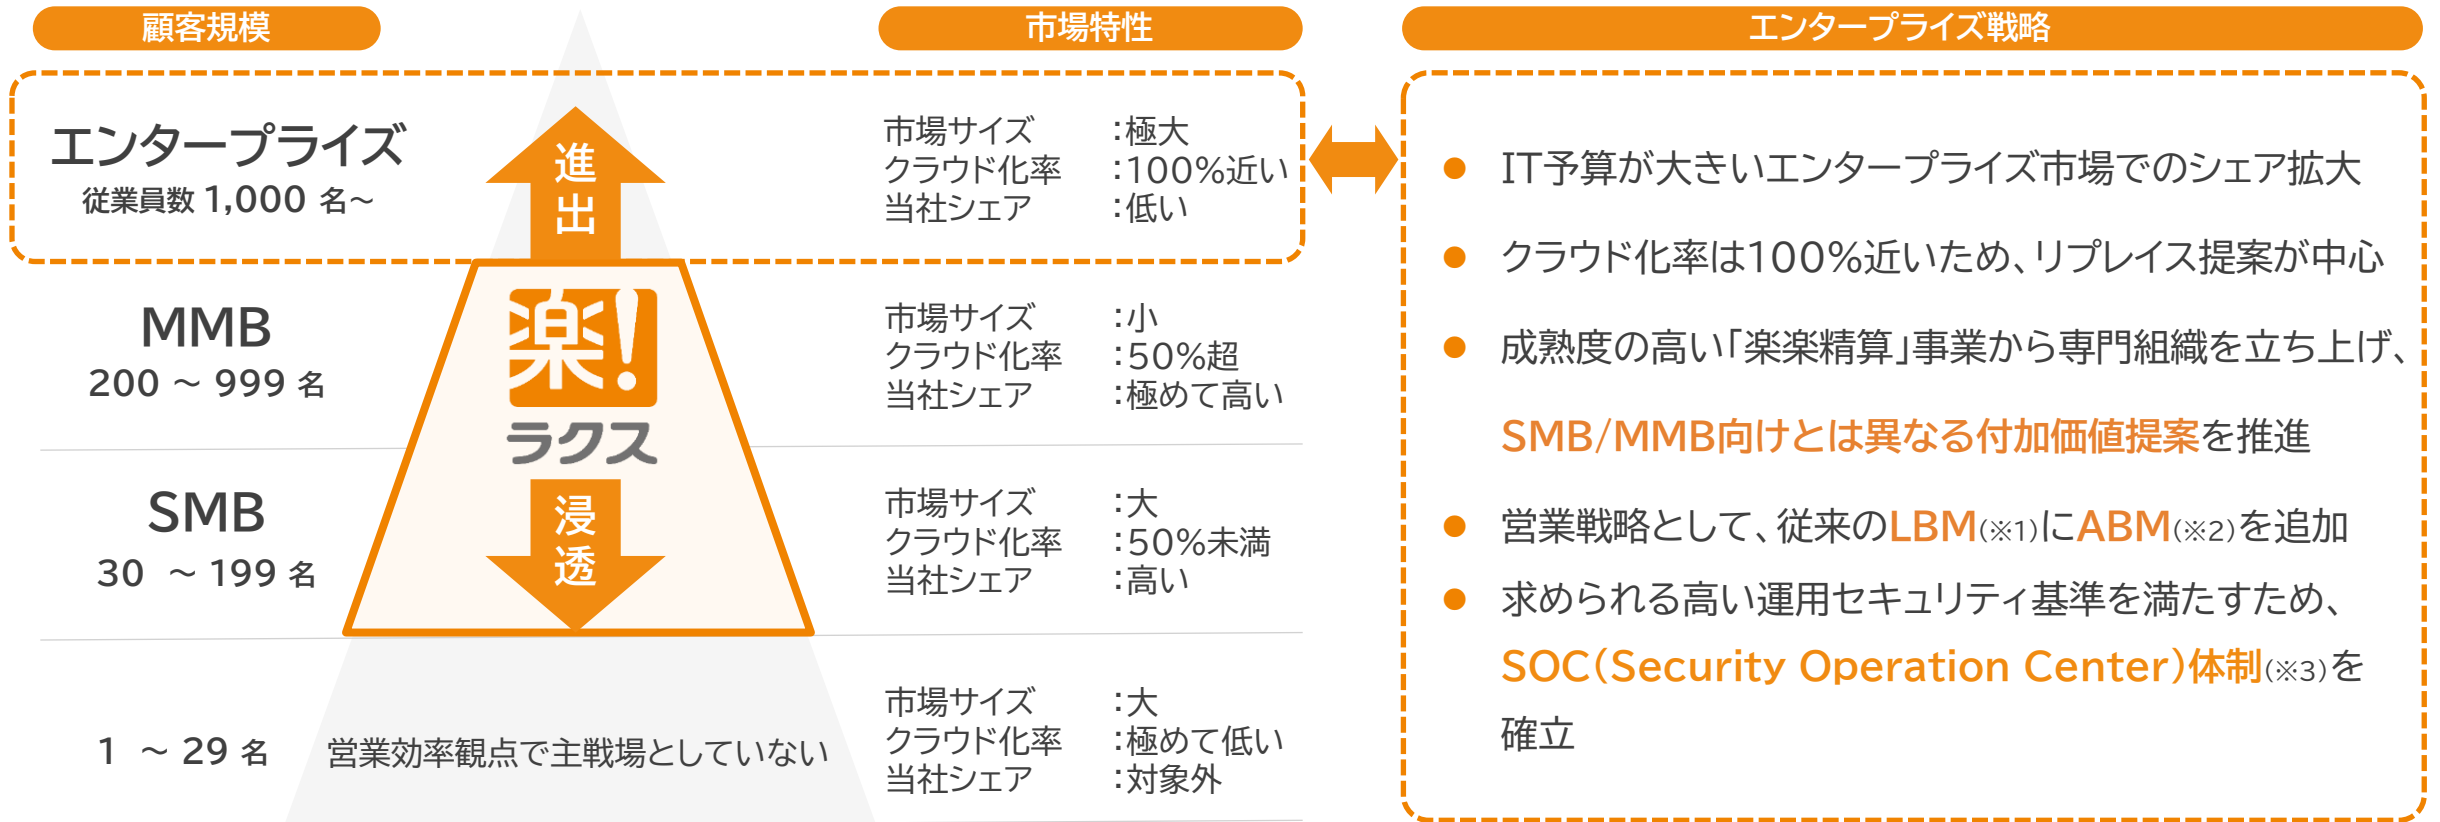 顧客規模
市場特性
エンタープライズ戦略
エンタープライズ
従業員数 1,000 名～
進出
市場サイズ :極大
クラウド化率 :100%近い
当社シェア :低い
MMB
200 ～ 999 名
楽!
ラクス
市場サイズ :小
クラウド化率 :50%超
当社シェア :極めて高い
SMB
30 ～ 199 名
浸透
市場サイズ :大
クラウド化率 :50%未満
当社シェア :高い
1 ～ 29 名
営業効率観点で主戦場としていない
市場サイズ :大
クラウド化率 :極めて低い
当社シェア :対象外
● IT予算が大きいエンタープライズ市場でのシェア拡大
● クラウド化率は100%近いため、リプレイス提案が中心
● 成熟度の高い「楽楽精算」事業から専門組織を立ち上げ、
SMB/MMB向けとは異なる付加価値提案を推進
● 営業戦略として、従来のLBM(※1)にABM(※2)を追加
● 求められる高い運用セキュリティ基準を満たすため、
SOC(Security Operation Center)体制(※3)を
確立